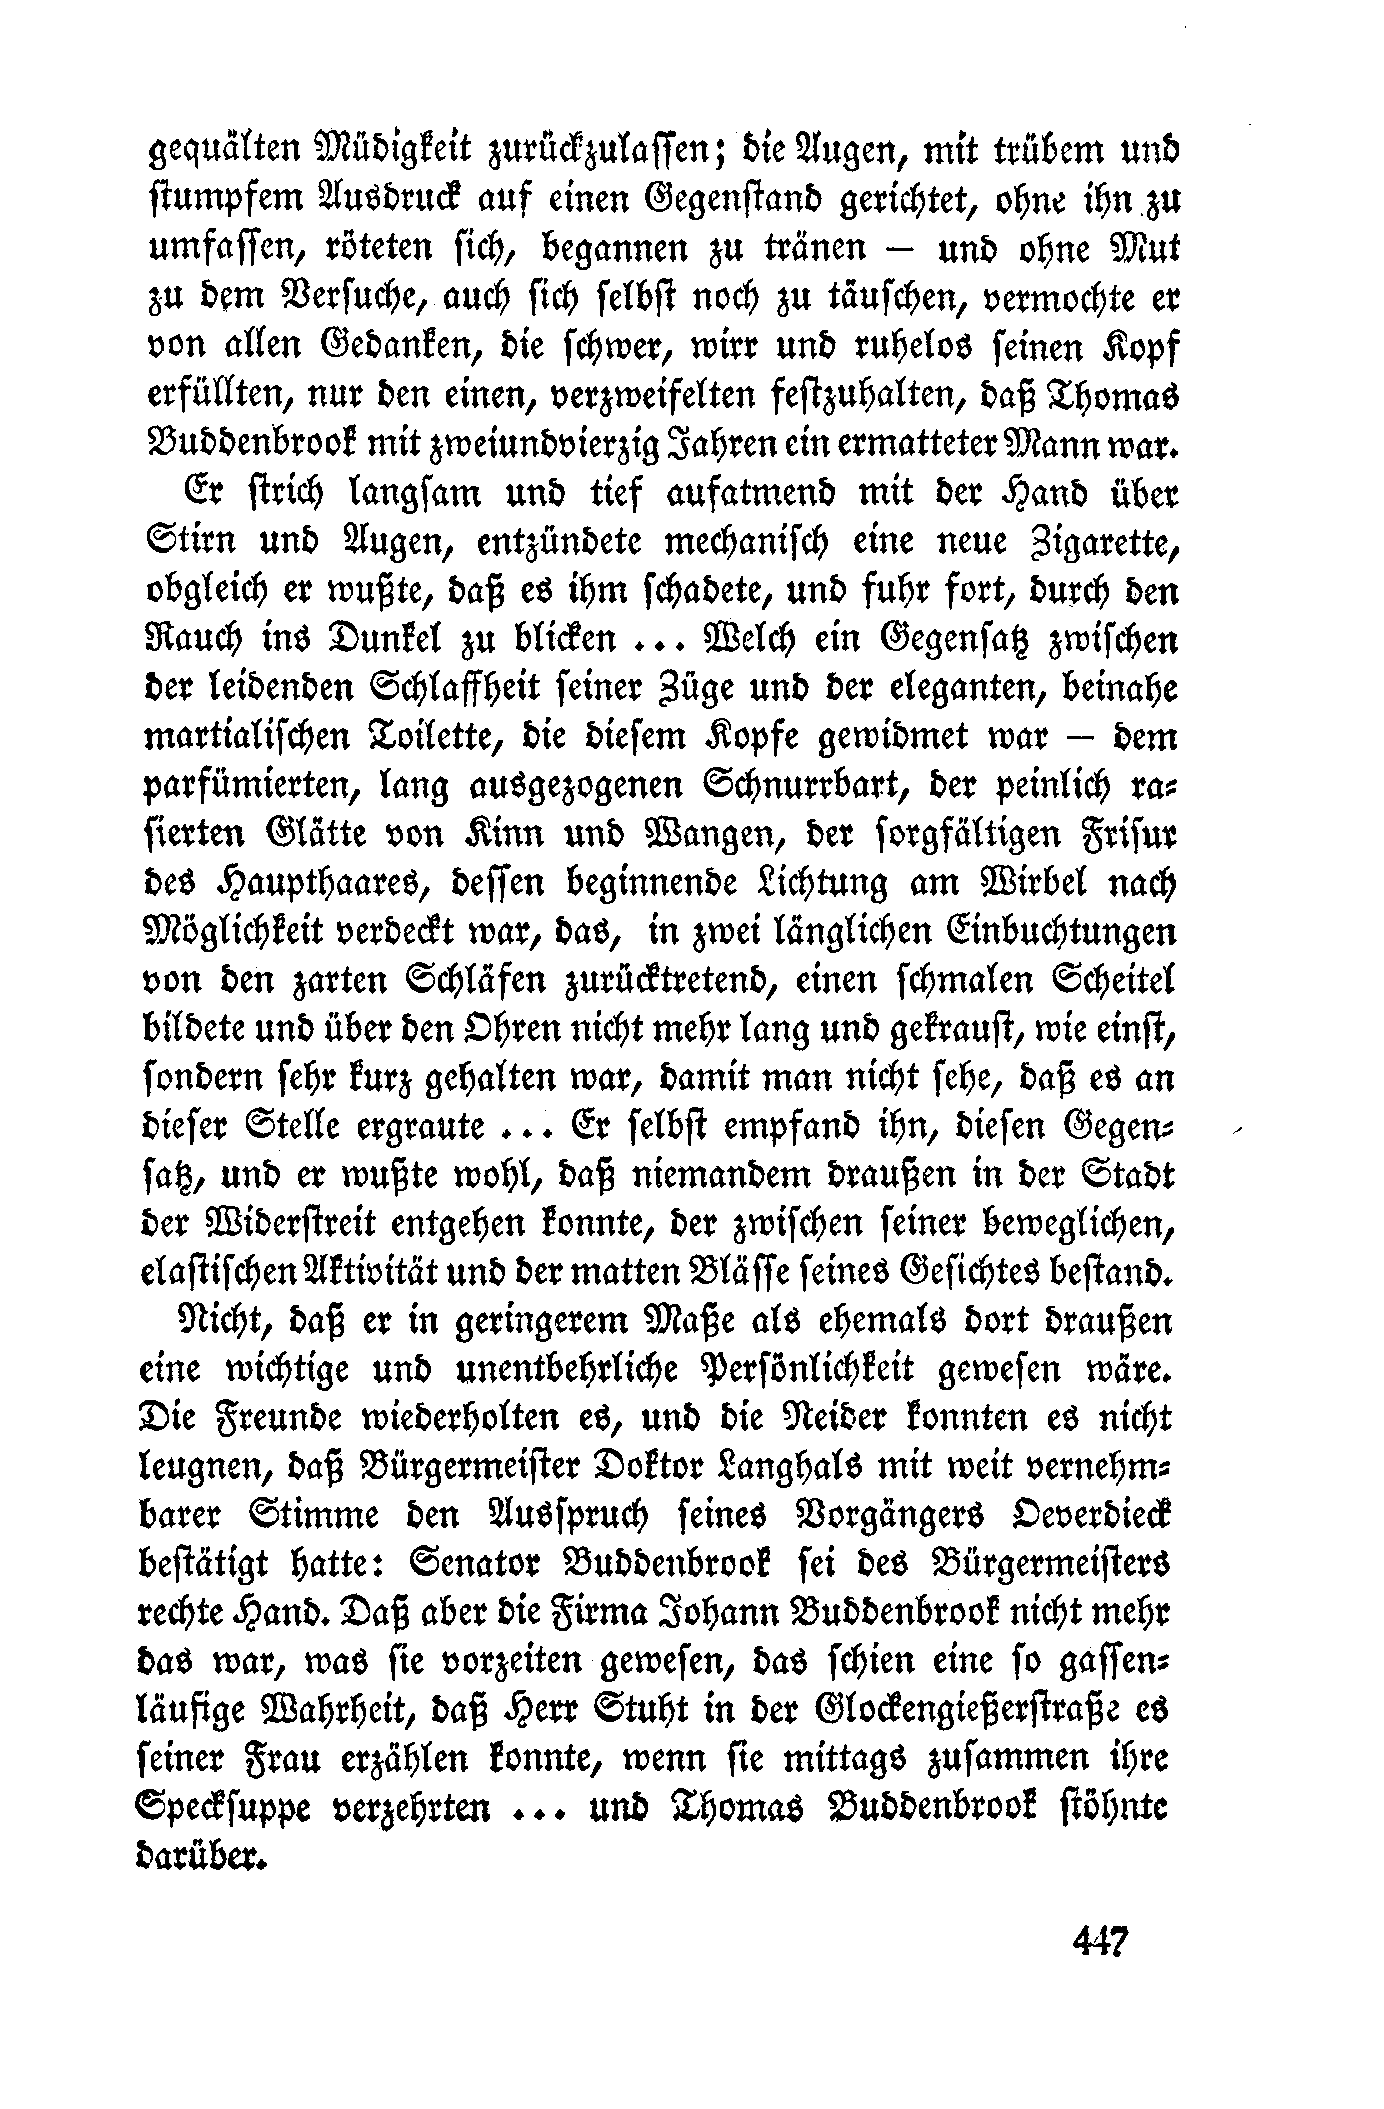 gequälten Müdigkeit zurückzulassen; die Augen, mit trübem und
stumpfem Ausdruck auf einen Gegenstand gerichtet, ohne ihn zu
umfassen, röteten sich, begannen zu tränen — und ohne Mut
zu dem Versuche, auch sich selbst noch zu täuschen, vermochte er
von allen Gedanken, die schwer, wirr und ruhelos seinen Kopf
erfüllten, nur den einen, verzweifelten festzuhalten, daß Thomas
Buddenbrook mit zweiundvierzig Jahren ein ermatteter Mann war.
Er strich langsam und tief aufatmend mit der Hand über
Stirn und Augen, entzündete mechanisch eine neue Zigarette,
obgleich er wußte, daß es ihm schadete, und fuhr fort, durch den
Rauch ins Dunkel zu blicken ... Welch ein Gegensatz zwischen
der leidenden Schlaffheit seiner Züge und der eleganten, beinahe
martialischen Toilette, die diesem Kopfe gewidmet war — dem
parfümierten, lang ausgezogenen Schnurrbart, der peinlich ra-
sierten Glätte von Kinn und Wangen, der sorgfältigen Frisur
des Haupthaares, dessen beginnende Lichtung am Wirbel nach
Möglichkeit verdeckt war, das, in zwei länglichen Einbuchtungen
von den zarten Schläfen zurücktretend, einen schmalen Scheitel
bildete und über den Ohren nicht mehr lang und gekraust, wie einst,
sondern sehr kurz gehalten war, damit man nicht sehe, daß es an
dieser Stelle ergraute ... Er selbst empfand ihn, diesen Gegen-
satz, und er wußte wohl, daß niemandem draußen in der Stadt
der Widerstreit entgehen konnte, der zwischen seiner beweglichen,
elastischen Aktivität und der matten Blässe seines Gesichtes bestand.
Nicht, daß er in geringerem Maße als ehemals dort draußen
eine wichtige und unentbehrliche Persönlichkeit gewesen wäre.
Die Freunde wiederholten es, und die Neider konnten es nicht
leugnen, daß Bürgermeister Doktor Langhals mit weit vernehm-
barer Stimme den Ausspruch seines Vorgängers Oeverdieck
bestätigt hatte: Senator Buddenbrook sei des Bürgermeisters
rechte Hand. Daß aber die Firma Johann Buddenbrook nicht mehr
das war, was sie vorzeiten gewesen, das schien eine so gassen-
läufige Wahrheit, daß Herr Stuht in der Glockengießerstraße es
seiner Frau erzählen konnte, wenn sie mittags zusammen ihre
Specksuppe verzehrten ... und Thomas Buddenbrook stöhnte
darüber.
447